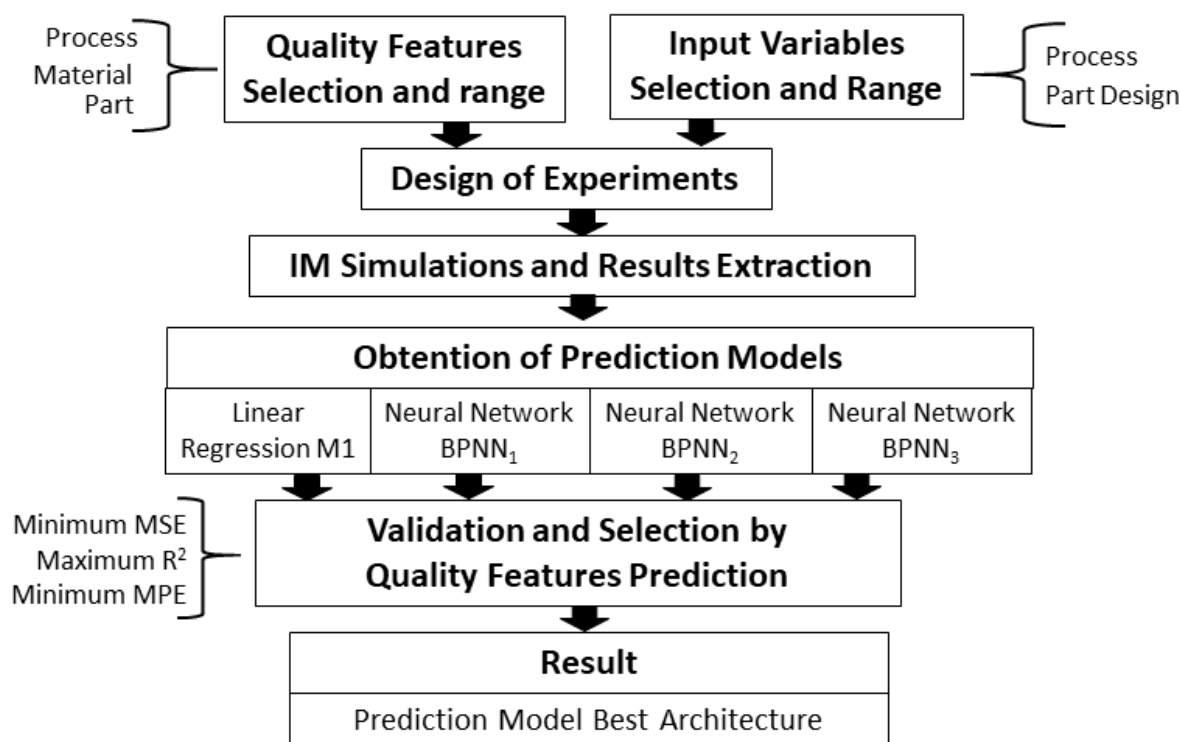 Process
Material
Part
Quality Features
Selection and range
Input Variables
Selection and Range
Process
Part Design
Design of Experiments
IM Simulations and Results Extraction
Obtention of Prediction Models
Linear
Regression M1
Neural Network
BPNN₁
Neural Network
BPNN₂
Neural Network
BPNN₃
Minimum MSE
Maximum R²
Minimum MPE
Validation and Selection by
Quality Features Prediction
Result
Prediction Model Best Architecture